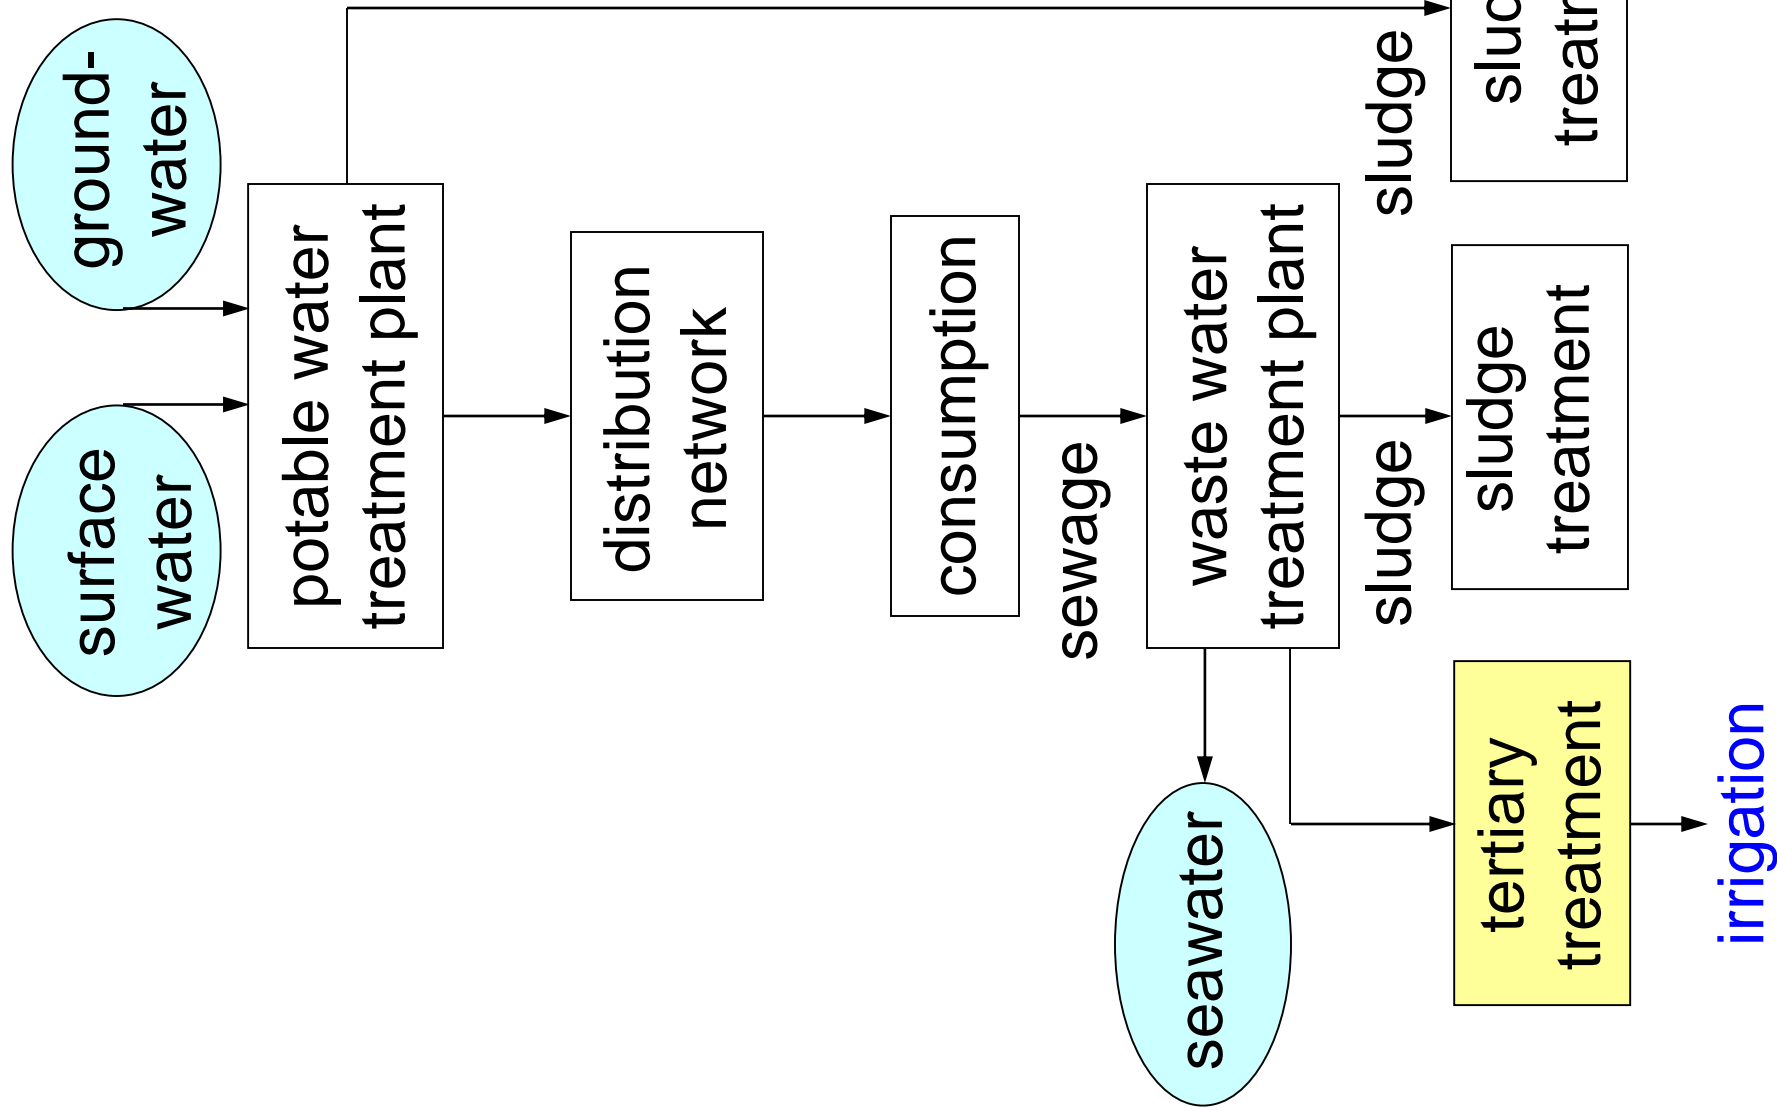 surface
water
ground-
water
potable water
treatment plant
distribution
network
consumption
sewage
waste water
treatment plant
seawater
sludge
sludge
tertiary
treatment
sludge
treatment
irrigation